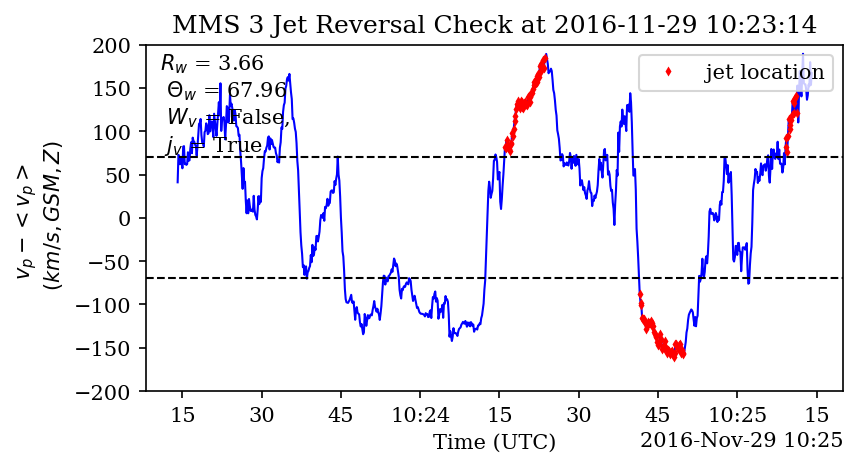 MMS 3 Jet Reversal Check at 2016-11-29 10:23:14
R_w = 3.66
Θ_w = 67.96
W_v = False,
j_v = True
jet location
200
150
100
50
0
−50
−100
−150
−200
v_p − < v_p >
(km/s, GSM, Z)
15 30 45 10:24 15 30 45 10:25 15
Time (UTC)
2016-Nov-29 10:25